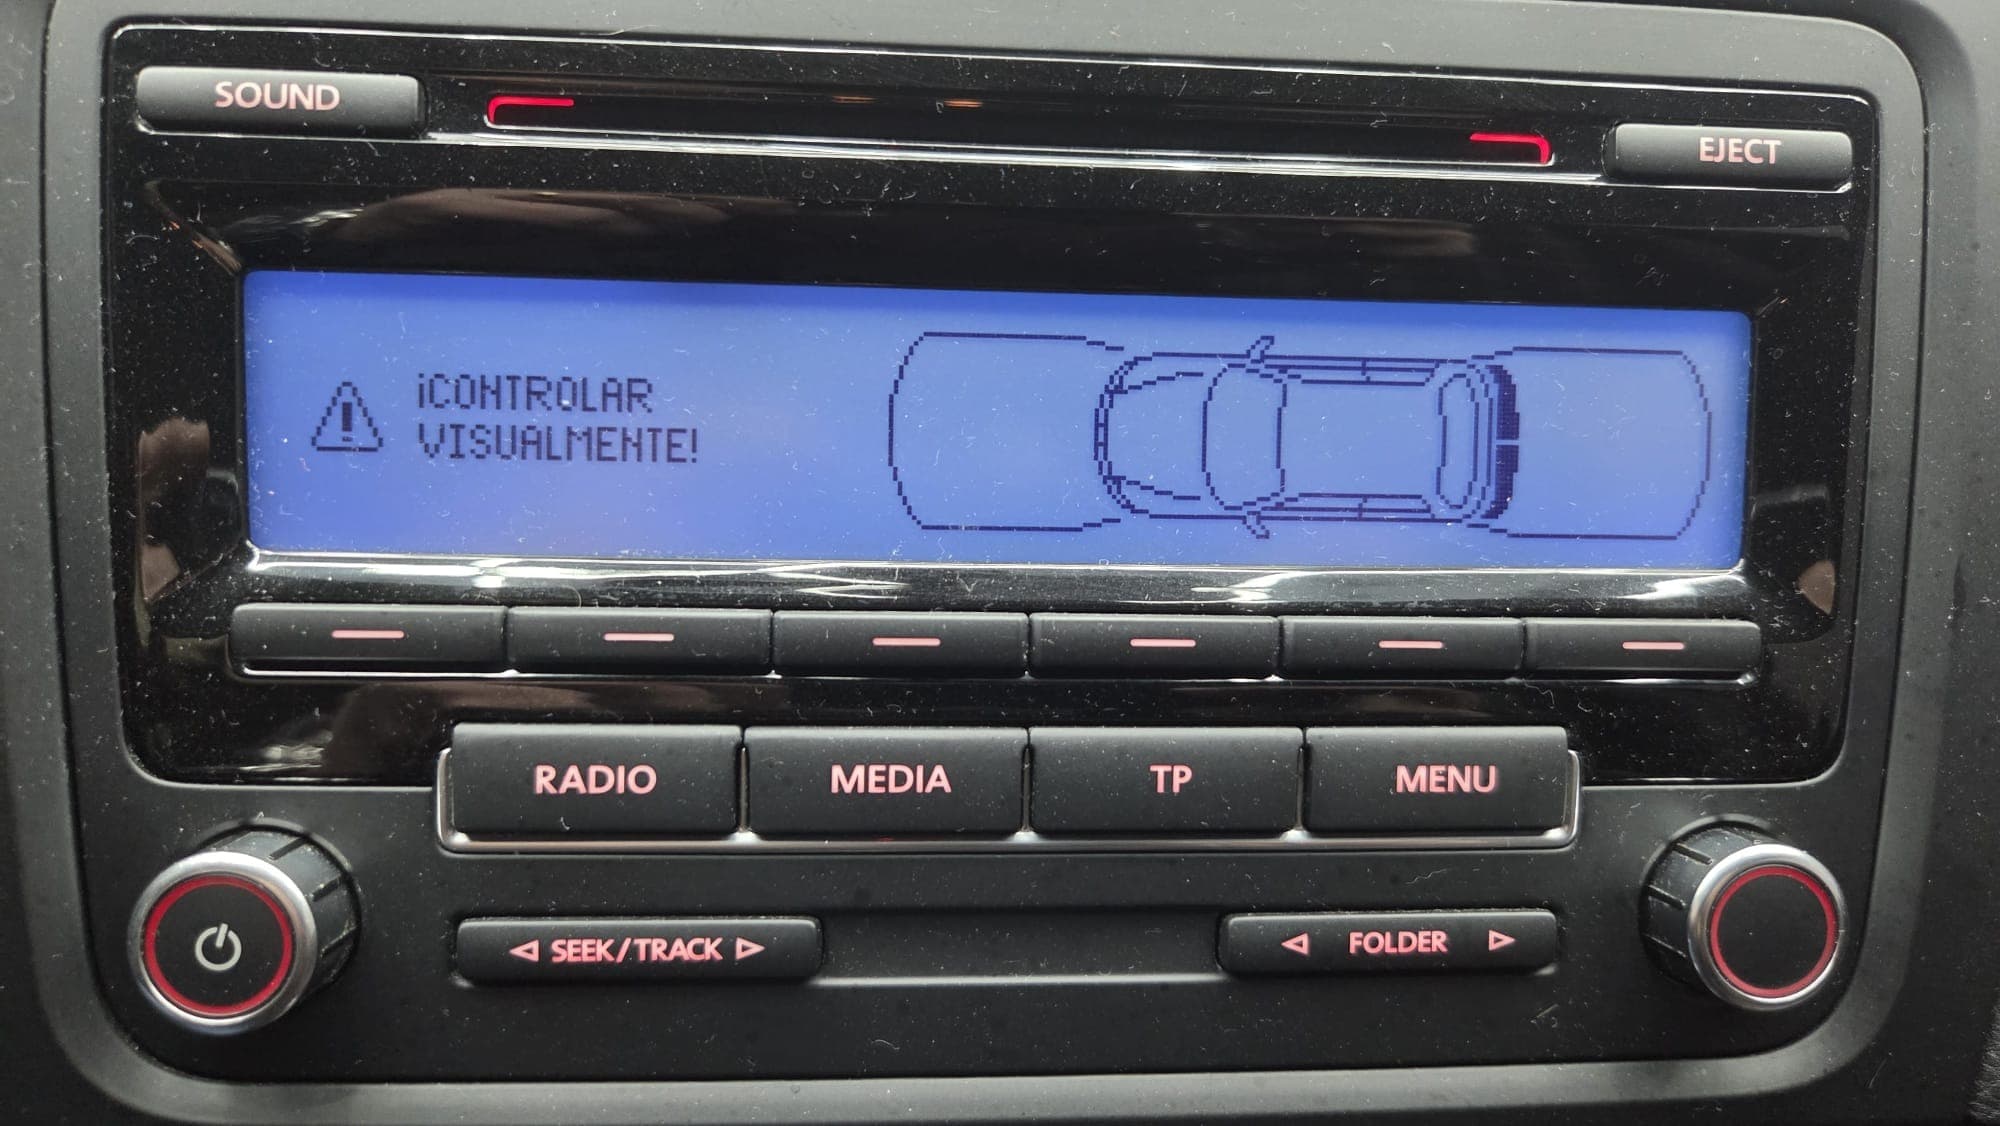 SOUND
EJECT
¡CONTROLAR
VISUALMENTE!
RADIO
MEDIA
TP
MENU
SEEK/TRACK
FOLDER